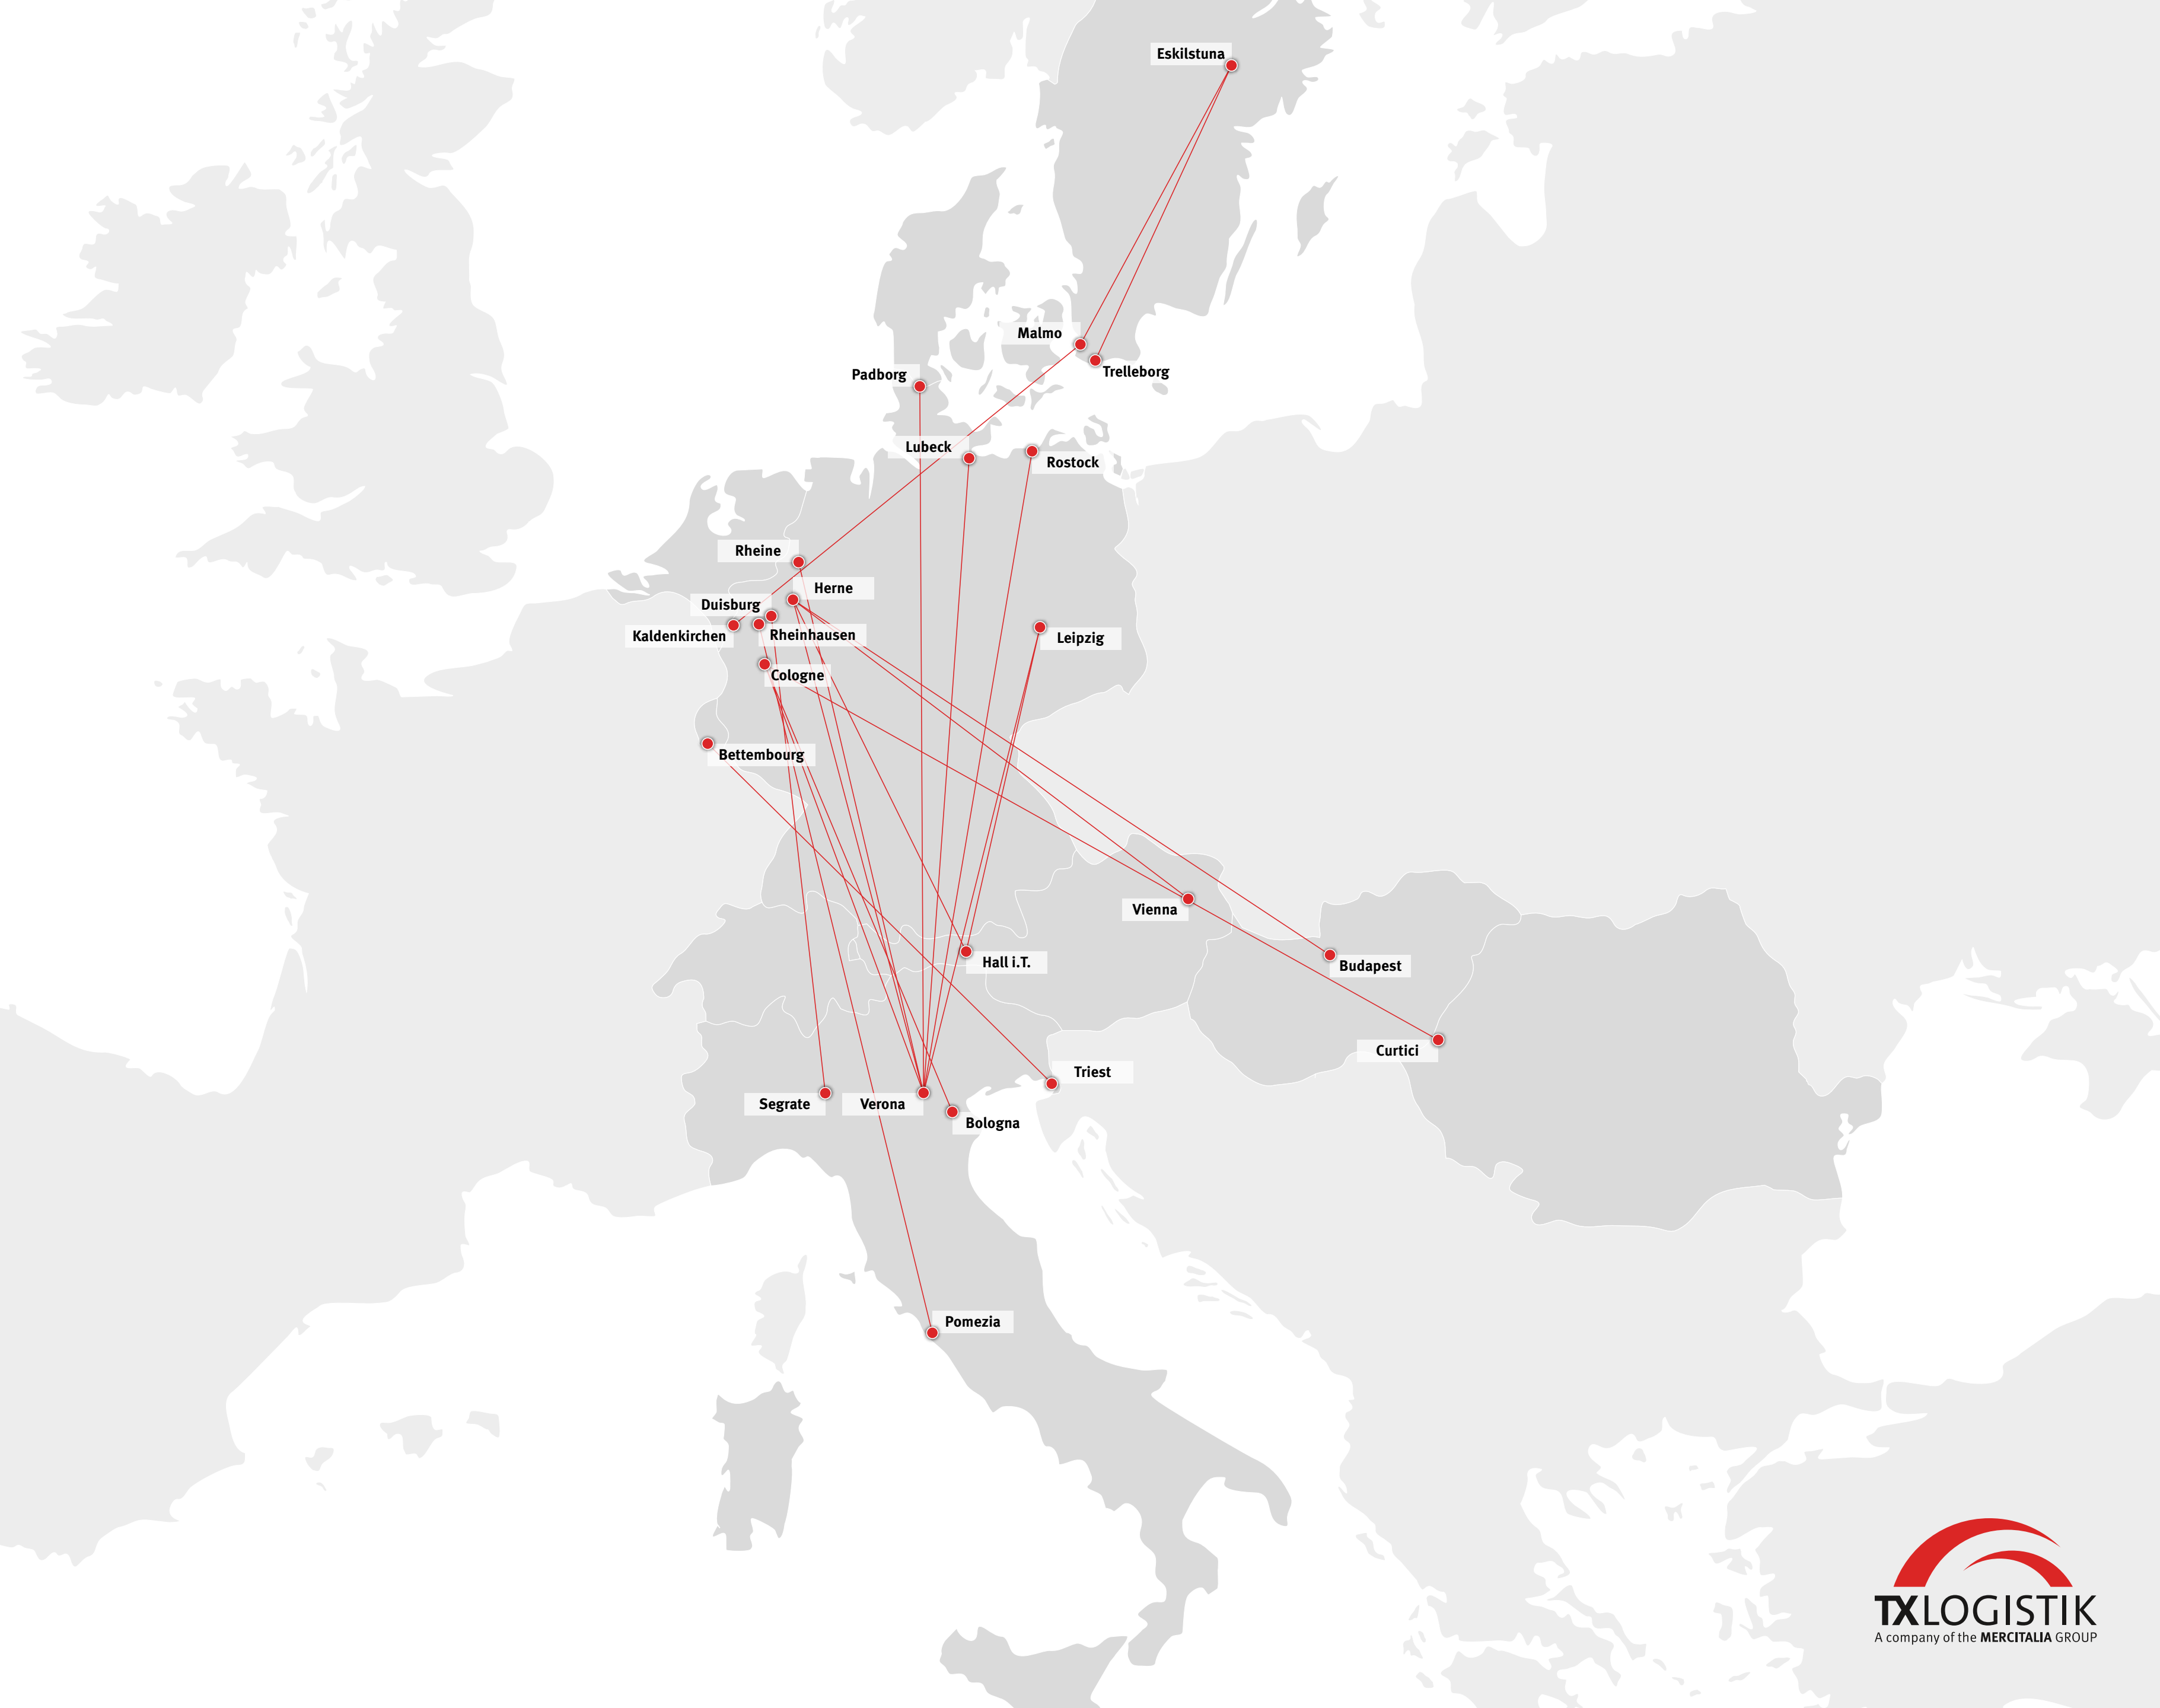 Eskilstuna
Malmo
Trelleborg
Padborg
Lubeck
Rostock
Rheine
Herne
Duisburg
Kaldenkirchen
Rheinhausen
Leipzig
Cologne
Bettembourg
Vienna
Hall i.T.
Budapest
Curtici
Triest
Segrate
Verona
Bologna
Pomezia
TXLOGISTIK
A company of the MERCITALIA GROUP